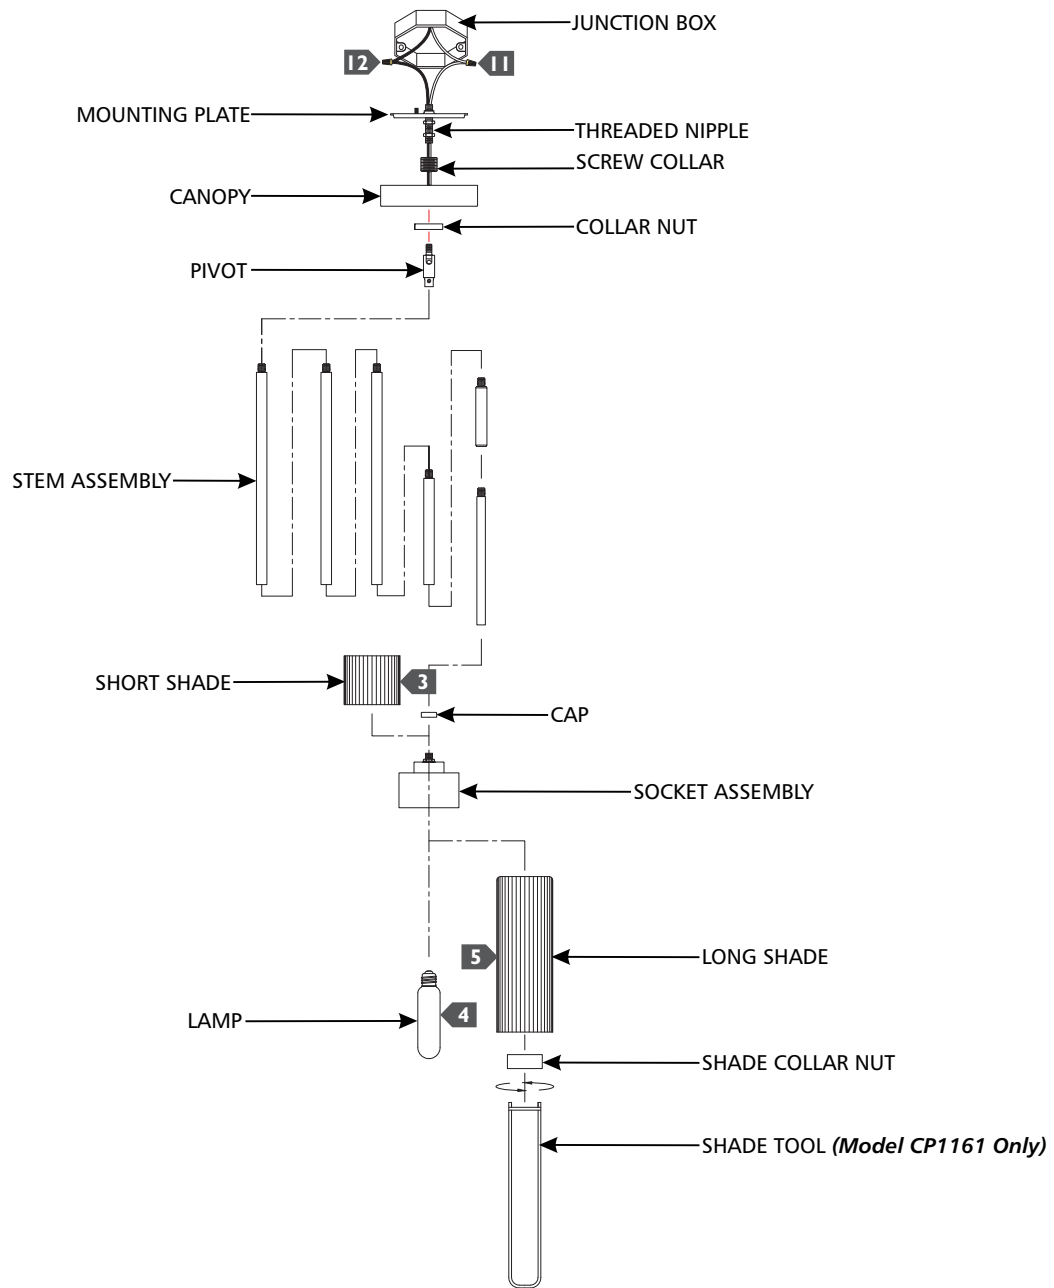 JUNCTION BOX
12
11
MOUNTING PLATE
THREADED NIPPLE
SCREW COLLAR
CANOPY
COLLAR NUT
PIVOT
STEM ASSEMBLY
SHORT SHADE
3
CAP
SOCKET ASSEMBLY
5
LONG SHADE
LAMP
4
SHADE COLLAR NUT
SHADE TOOL (Model CP1161 Only)